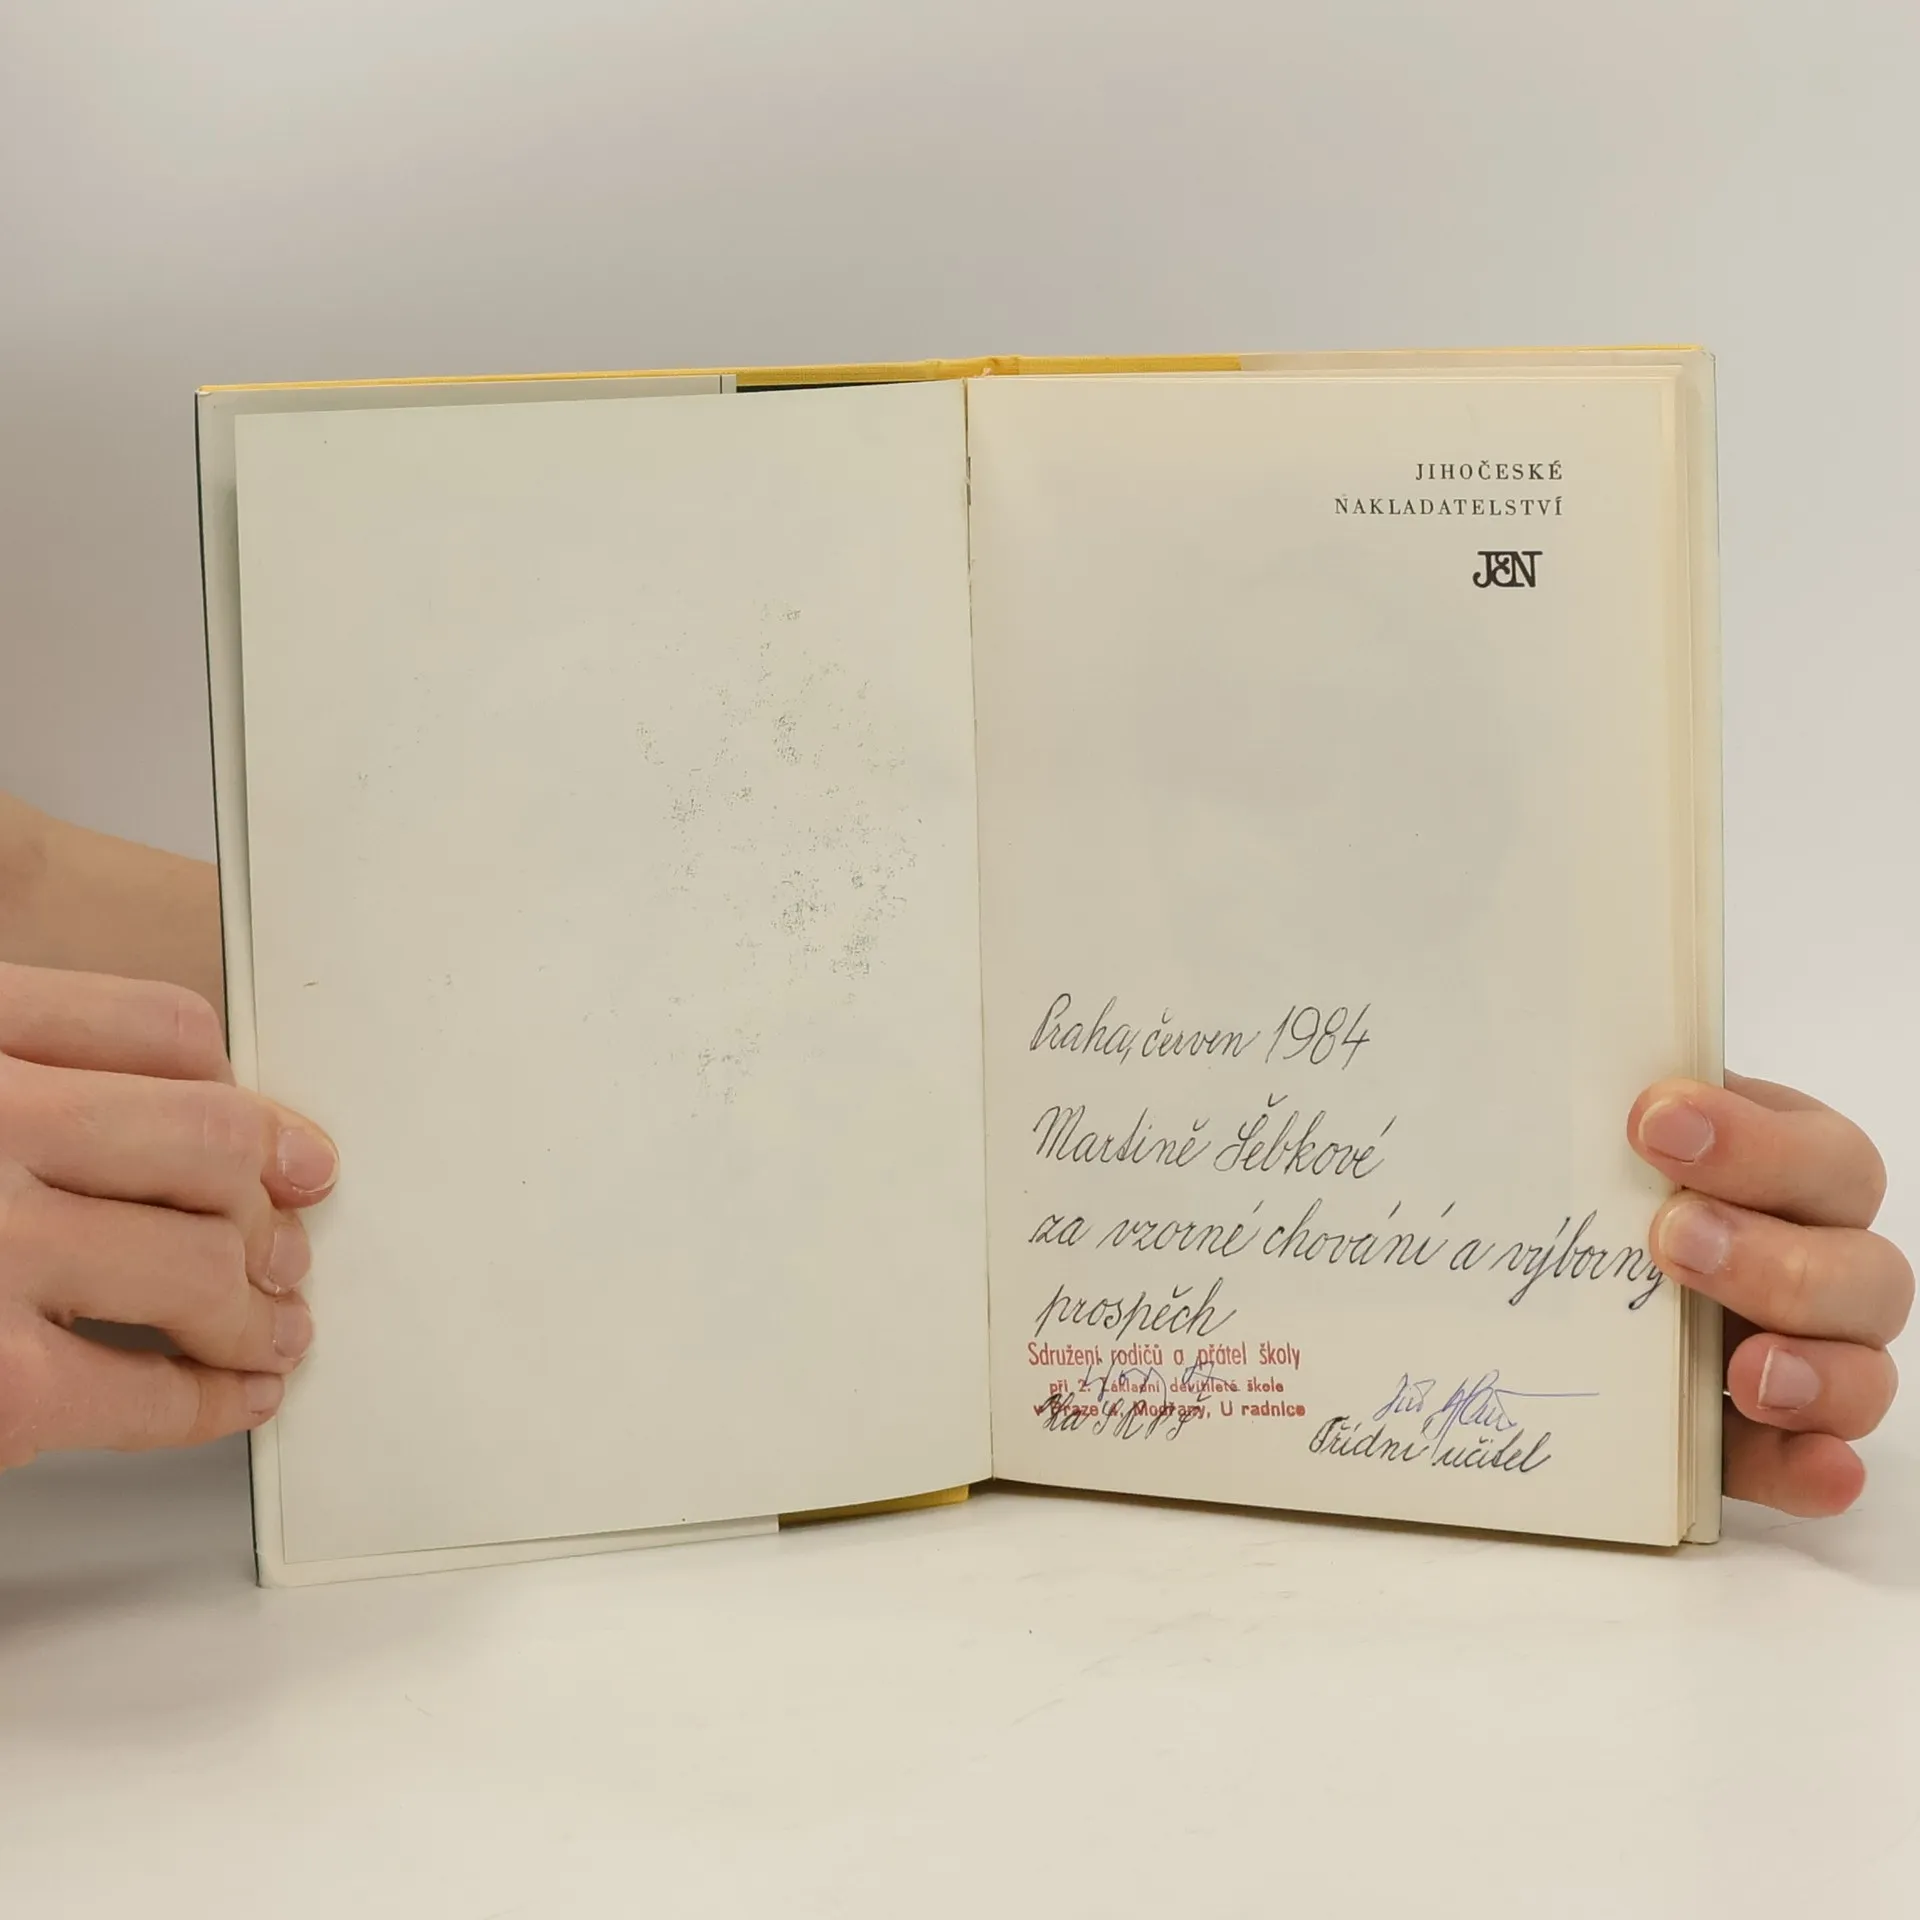 JIHOČESKÉ
NAKLADATELSTVÍ
JčN
Praha, červen 1984
Martině Šebkové
za vzorné chování a výborný
prospěch
Sdružení rodičů a přátel školy
při 2. Základní devítileté škole
v Praze 4, Modřany, U radnice
Za SRPŠ
Třídní učitel